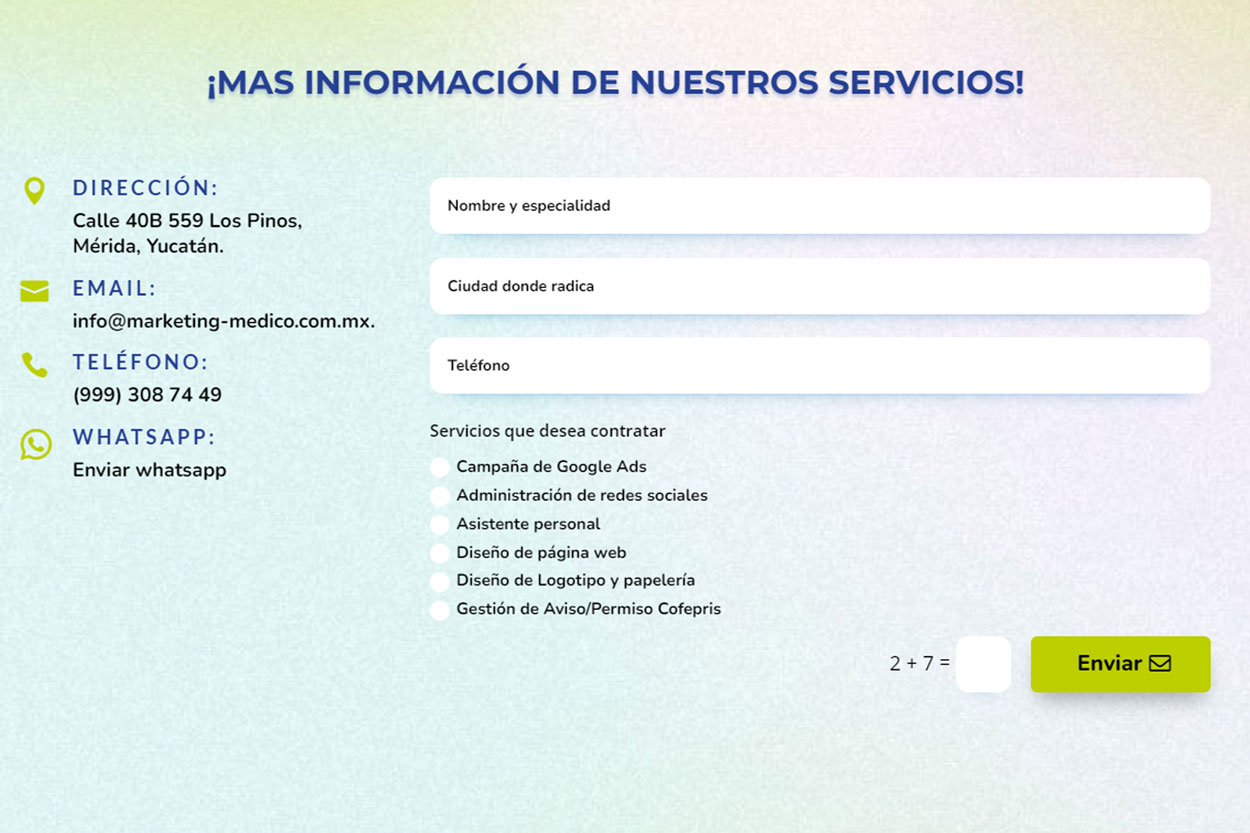 ¡MAS INFORMACIÓN DE NUESTROS SERVICIOS!
DIRECCIÓN:
Calle 40B 559 Los Pinos,
Mérida, Yucatán.
EMAIL:
info@marketing-medico.com.mx.
TELÉFONO:
(999) 308 74 49
WHATSAPP:
Enviar whatsapp
Nombre y especialidad
Ciudad donde radica
Teléfono
Servicios que desea contratar
Campaña de Google Ads
Administración de redes sociales
Asistente personal
Diseño de página web
Diseño de Logotipo y papelería
Gestión de Aviso/Permiso Cofepris
2 + 7 =
Enviar